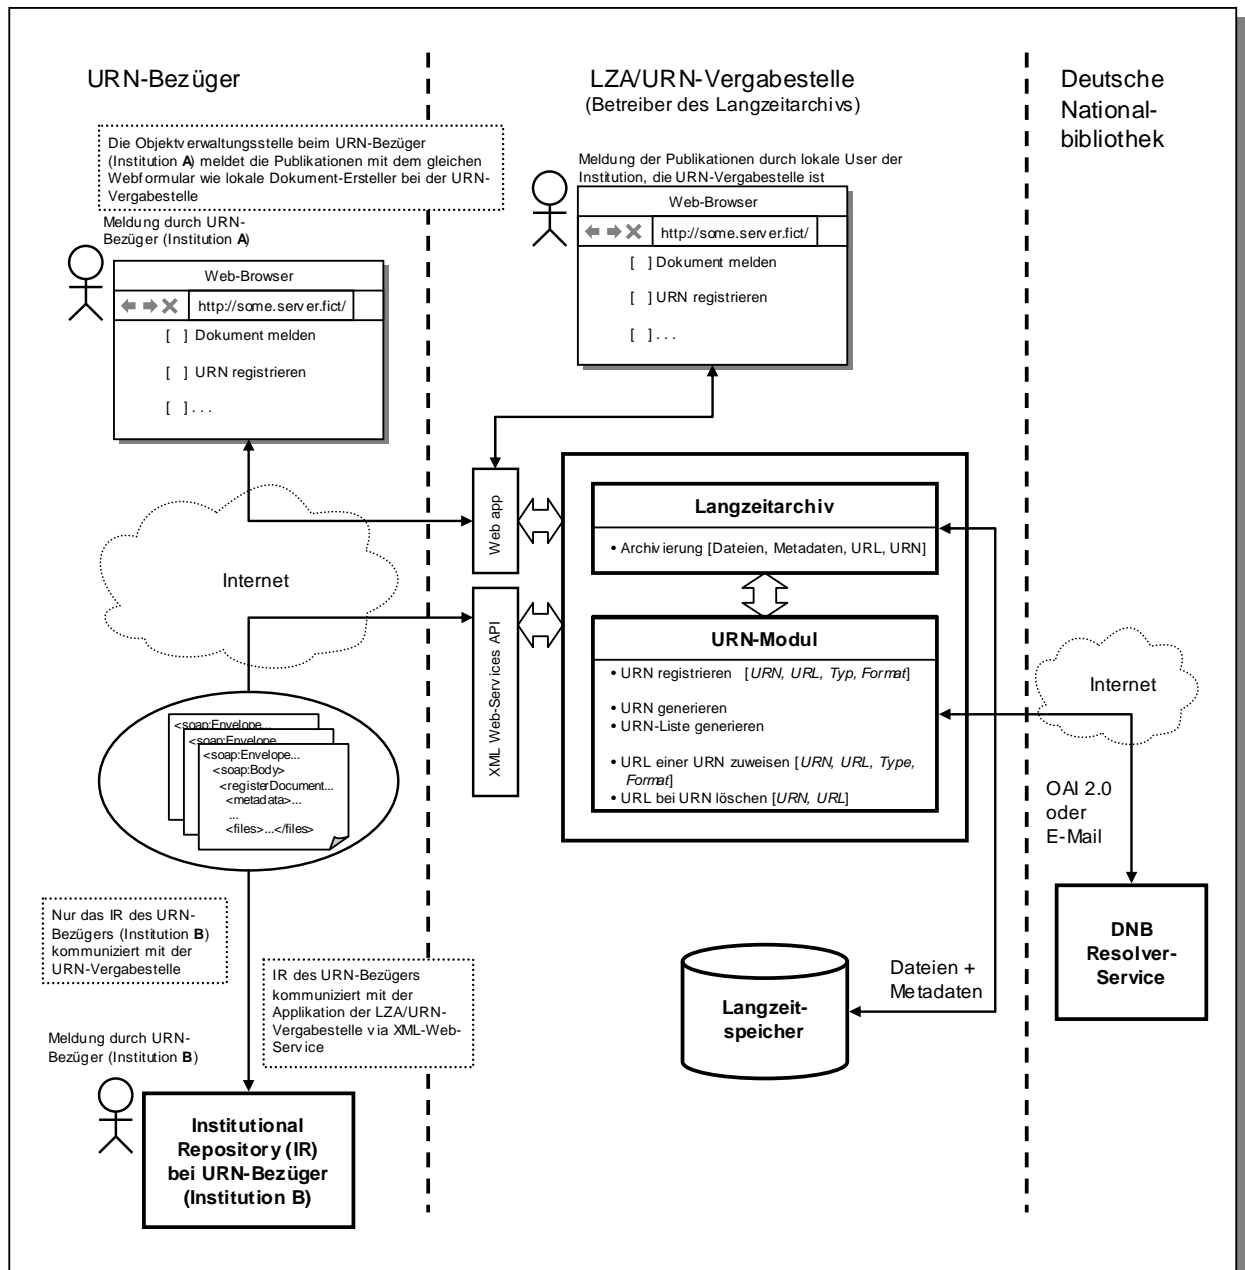 URN-Bezüger
LZA/URN-Vergabestelle
(Betreiber des Langzeitarchivs)
Deutsche
National-
bibliothek
Die Objektverwaltungsstelle beim URN-Bezüger
(Institution A) meldet die Publikationen mit dem gleichen
Webformular wie lokale Dokument-Ersteller bei der URN-
Vergabestelle
Meldung durch URN-
Bezüger (Institution A)
Web-Browser
http://some.server.fict/
[ ] Dokument melden
[ ] URN registrieren
[ ] . . .
Meldung der Publikationen durch lokale User der
Institution, die URN-Vergabestelle ist
Web-Browser
http://some.server.fict/
[ ] Dokument melden
[ ] URN registrieren
[ ] . . .
Internet
Web app
XML Web-Services API
Langzeitarchiv
• Archivierung [Dateien, Metadaten, URL, URN]
URN-Modul
• URN registrieren [URN, URL, Typ, Format]
• URN generieren
• URN-Liste generieren
• URL einer URN zuweisen [URN, URL, Type,
Format]
• URL bei URN löschen [URN, URL]
Internet
OAI 2.0
oder
E-Mail
DNB
Resolver-
Service
<soap:Envelope...
<soap:Envelope...
<soap:Envelope...
<soap:Body>
<registerDocument...
<metadata>...
...
<files>...</files>
Nur das IR des URN-
Bezügers (Institution B)
kommuniziert mit der
URN-Vergabestelle
IR des URN-Bezügers
kommuniziert mit der
Applikation der LZA/URN-
Vergabestelle via XML-Web-
Service
Meldung durch URN-
Bezüger (Institution B)
Institutional
Repository (IR)
bei URN-Bezüger
(Institution B)
Langzeit-
speicher
Dateien +
Metadaten